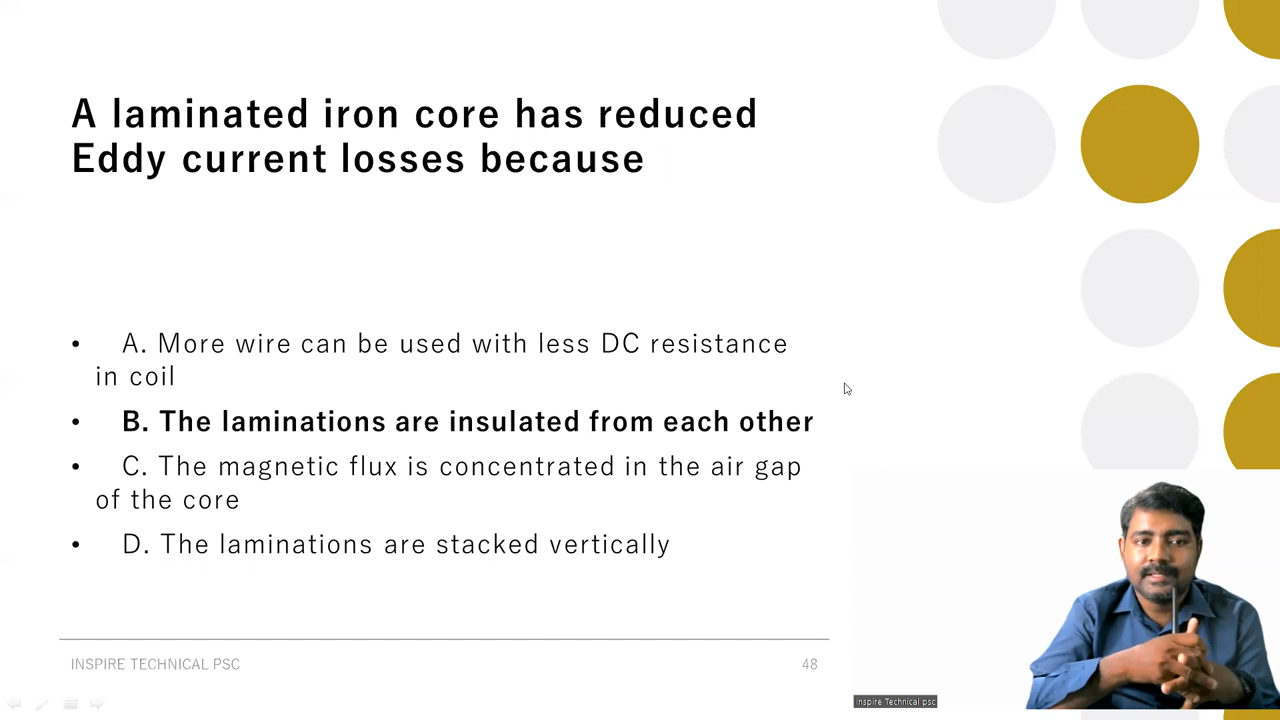 A laminated iron core has reduced
Eddy current losses because
• A. More wire can be used with less DC resistance
in coil
• B. The laminations are insulated from each other
• C. The magnetic flux is concentrated in the air gap
of the core
• D. The laminations are stacked vertically
INSPIRE TECHNICAL PSC
48
Inspire Technical psc